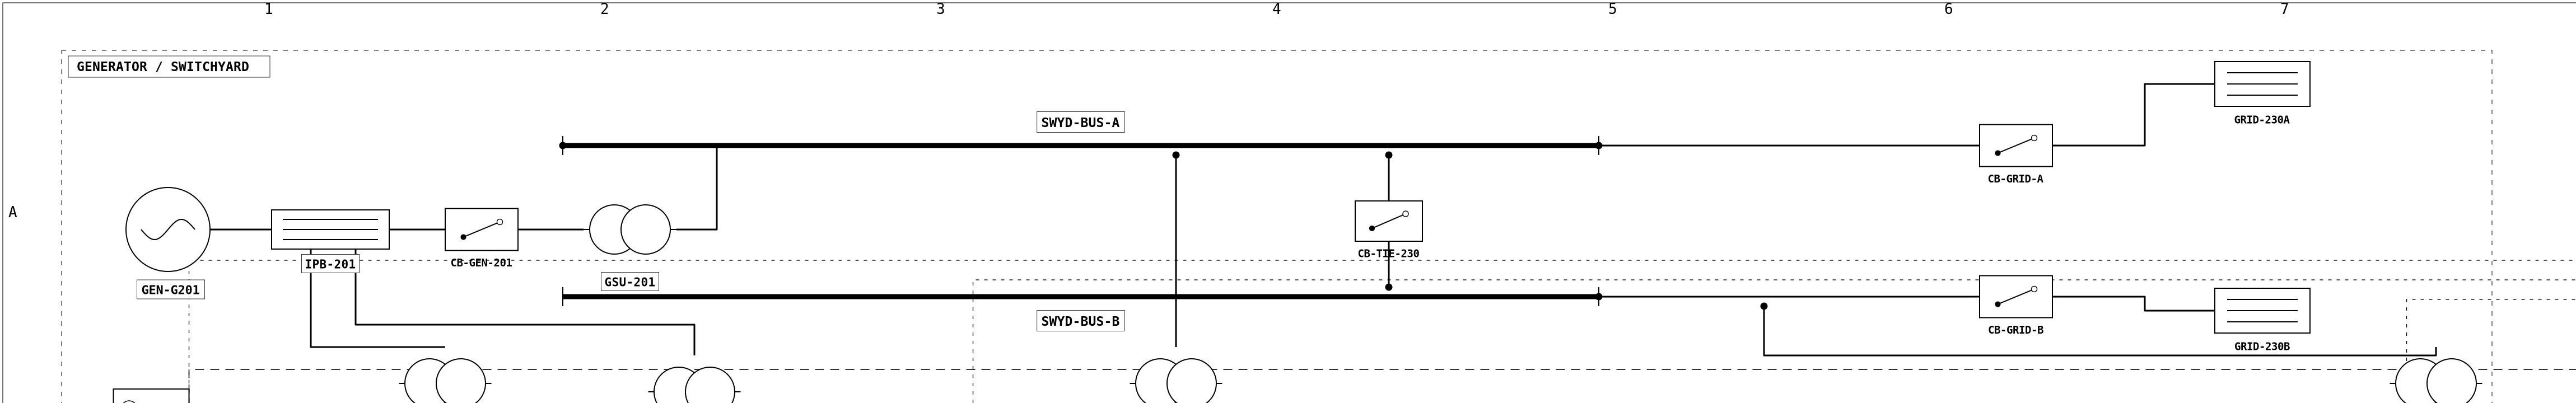 1 2 3 4 5 6 7
GENERATOR / SWITCHYARD
SWYD-BUS-A
GRID-230A
CB-GRID-A
A
CB-TIE-230
IPB-201
CB-GEN-201
GSU-201
GEN-G201
SWYD-BUS-B
CB-GRID-B
GRID-230B